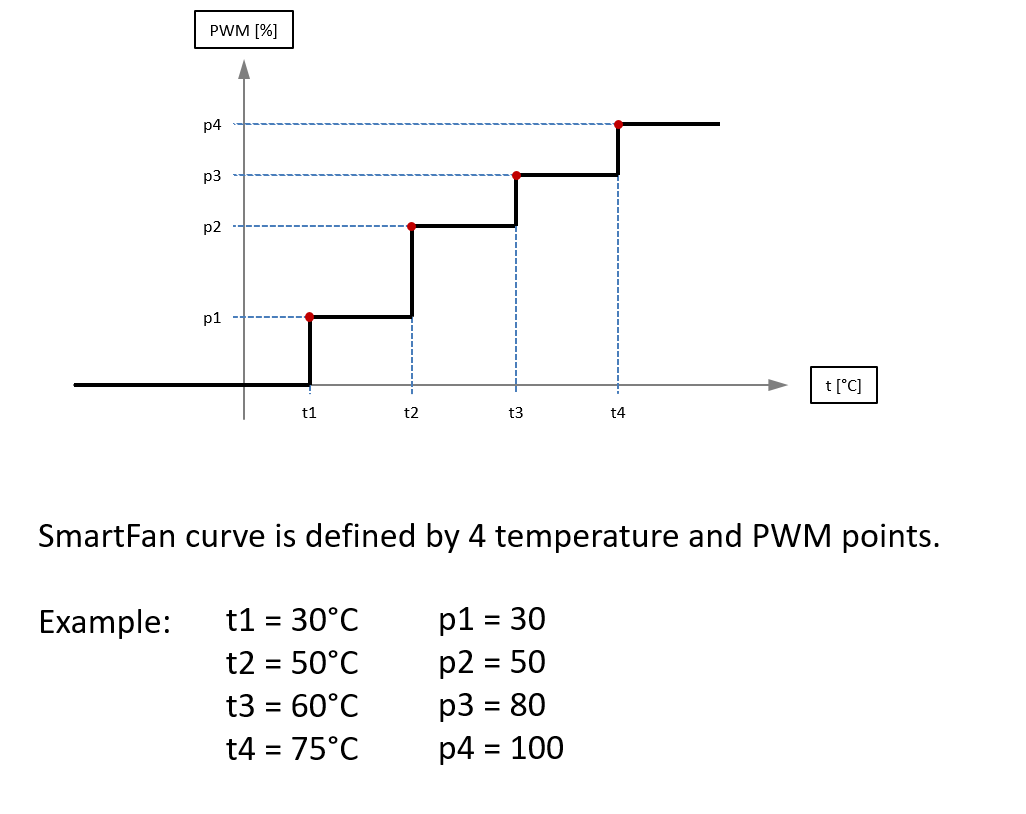 PWM [%]
p4
p3
p2
p1
t [°C]
t1 t2 t3 t4
SmartFan curve is defined by 4 temperature and PWM points.
Example: t1 = 30°C p1 = 30
t2 = 50°C p2 = 50
t3 = 60°C p3 = 80
t4 = 75°C p4 = 100